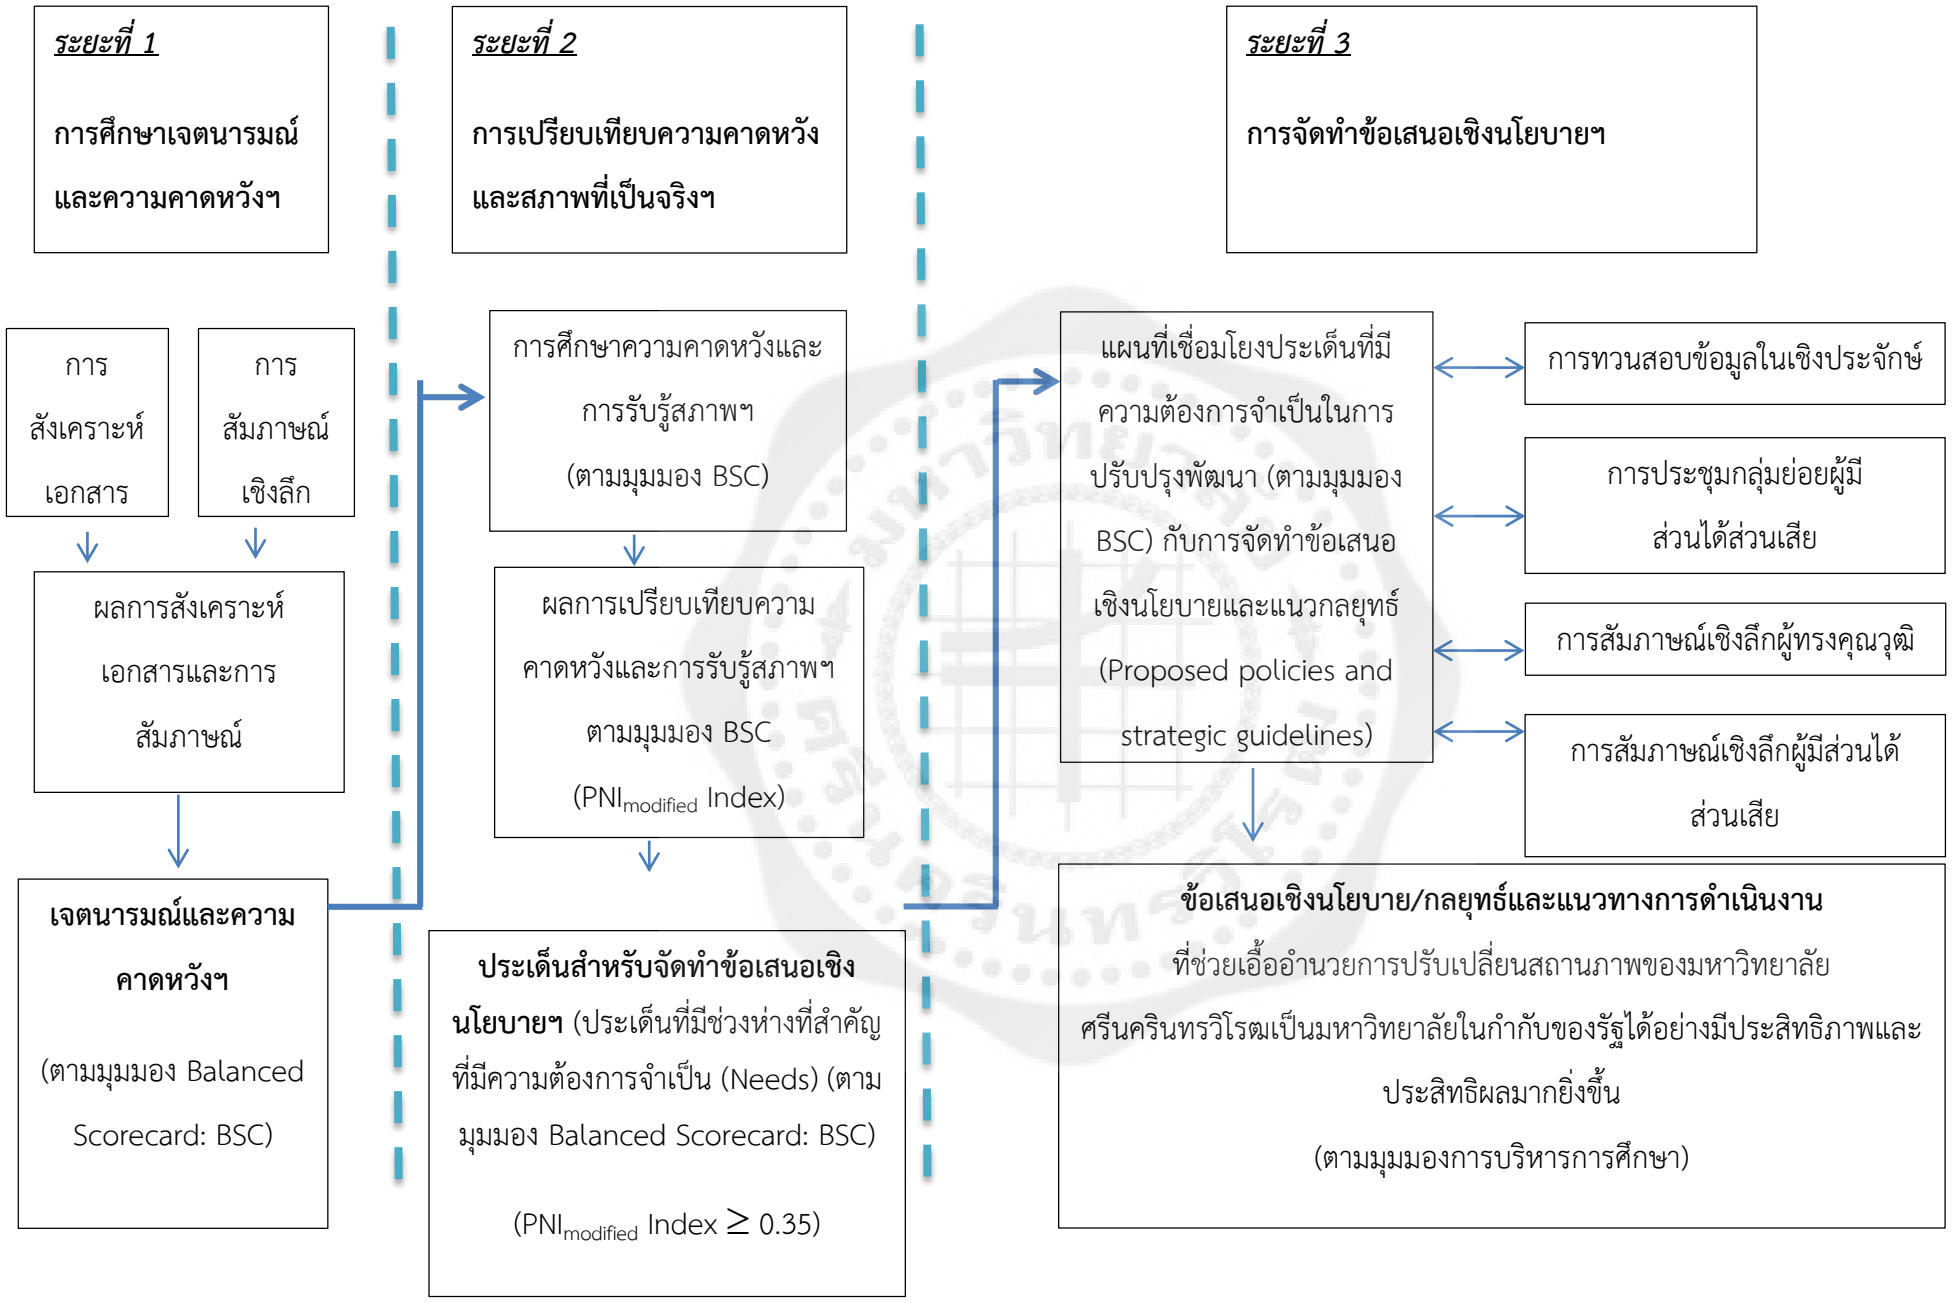 ระยะที่ 1
การศึกษาเจตนารมณ์
และความคาดหวังฯ
ระยะที่ 2
การเปรียบเทียบความคาดหวัง
และสภาพที่เป็นจริงฯ
ระยะที่ 3
การจัดทำข้อเสนอเชิงนโยบายฯ
การ
สังเคราะห์
เอกสาร
การ
สัมภาษณ์
เชิงลึก
ผลการสังเคราะห์
เอกสารและการ
สัมภาษณ์
เจตนารมณ์และความ
คาดหวังฯ
(ตามมุมมอง Balanced
Scorecard: BSC)
การศึกษาความคาดหวังและ
การรับรู้สภาพฯ
(ตามมุมมอง BSC)
ผลการเปรียบเทียบความ
คาดหวังและการรับรู้สภาพฯ
ตามมุมมอง BSC
(PNImodified Index)
ประเด็นสำหรับจัดทำข้อเสนอเชิง
นโยบายฯ (ประเด็นที่มีช่วงห่างที่สำคัญ
ที่มีความต้องการจำเป็น (Needs) (ตาม
มุมมอง Balanced Scorecard: BSC)
(PNImodified Index ≥ 0.35)
แผนที่เชื่อมโยงประเด็นที่มี
ความต้องการจำเป็นในการ
ปรับปรุงพัฒนา (ตามมุมมอง
BSC) กับการจัดทำข้อเสนอ
เชิงนโยบายและแนวกลยุทธ์
(Proposed policies and
strategic guidelines)
การทวนสอบข้อมูลในเชิงประจักษ์
การประชุมกลุ่มย่อยผู้มี
ส่วนได้ส่วนเสีย
การสัมภาษณ์เชิงลึกผู้ทรงคุณวุฒิ
การสัมภาษณ์เชิงลึกผู้มีส่วนได้
ส่วนเสีย
ข้อเสนอเชิงนโยบาย/กลยุทธ์และแนวทางการดำเนินงาน
ที่ช่วยเอื้ออำนวยการปรับเปลี่ยนสถานภาพของมหาวิทยาลัย
ศรีนครินทรวิโรฒเป็นมหาวิทยาลัยในกำกับของรัฐได้อย่างมีประสิทธิภาพและ
ประสิทธิผลมากยิ่งขึ้น
(ตามมุมมองการบริหารการศึกษา)
มหาวิทยาลัย
ศรีนครินทรวิโรฒ